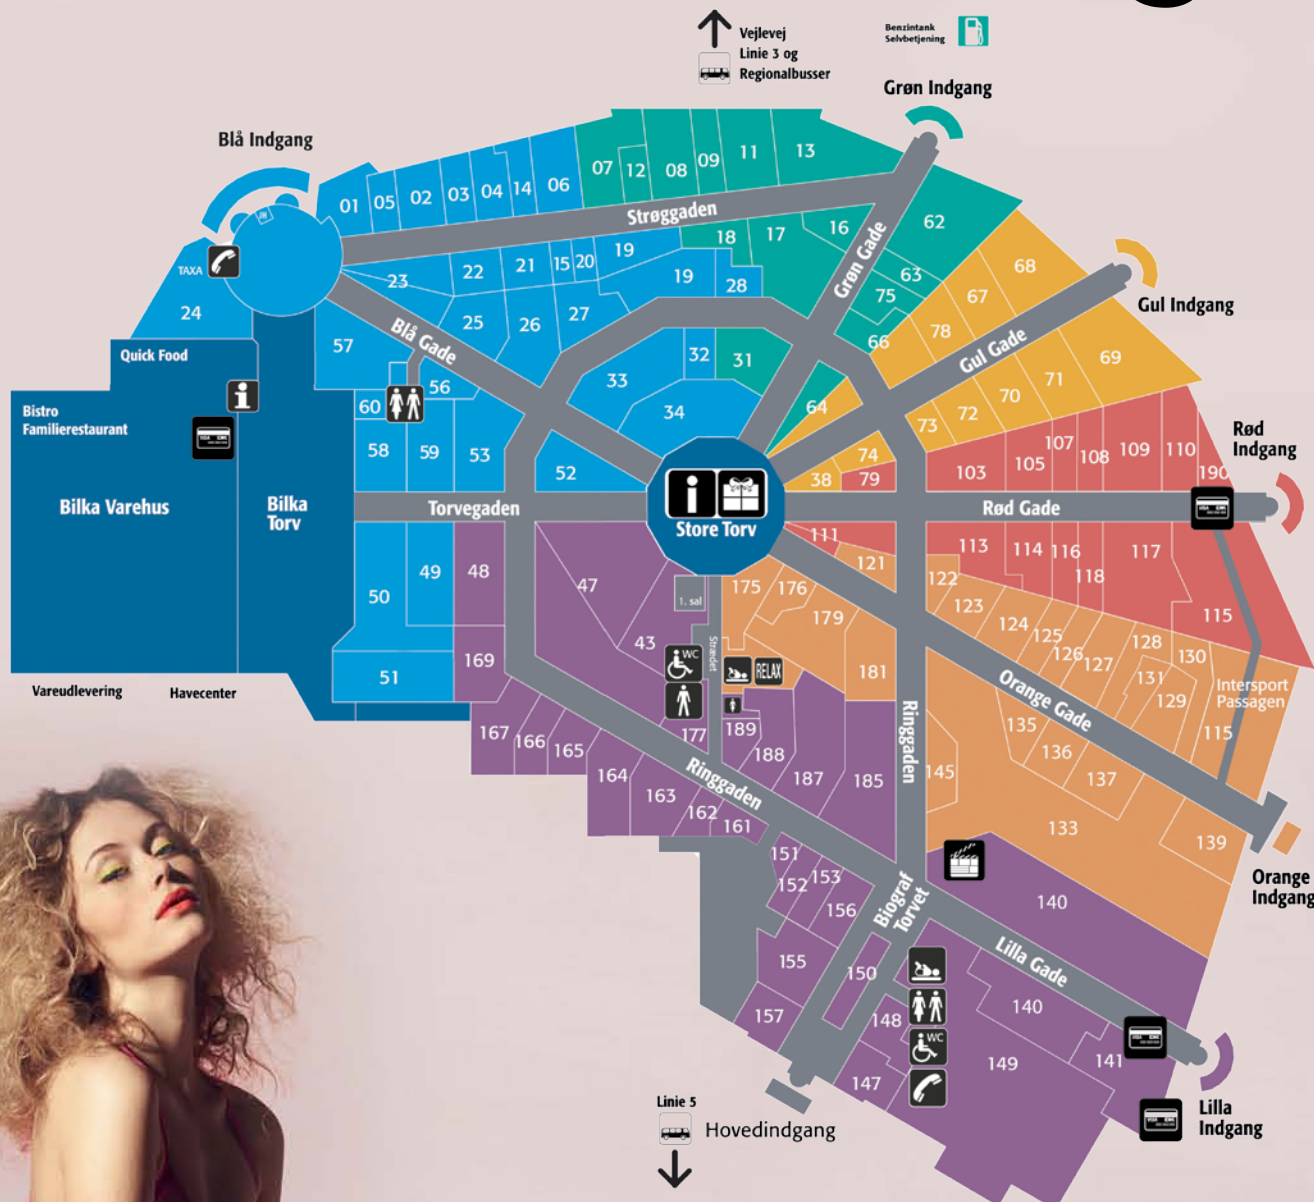 Vejlevej
Linie 3 og
Regionalbusser
Benzintank
Selvbetjening
Grøn Indgang
Blå Indgang
Gul Indgang
Rød
Indgang
Orange
Indgang
Lilla
Indgang
TAXA
24
01
05
02
03
04
14
06
07
12
08
09
11
13
Strøggaden
23
22
21
15
20
19
19
18
17
16
28
62
63
75
66
Grøn Gade
25
26
27
57
Blå Gade
56
60
58
59
53
33
32
31
34
52
64
68
67
78
Gul Gade
69
71
70
72
73
74
38
79
103
105
107
108
109
110
190
Quick Food
Bistro
Familierestaurant
VISA
Bilka Varehus
Bilka
Torv
Vareudlevering
Havecenter
Torvegaden
Store Torv
Rød Gade
50
49
48
51
169
47
43
1. sal
Strædet
WC
RELAX
175
176
179
181
111
121
113
114
116
118
117
115
122
123
124
125
126
127
128
130
131
129
Intersport
Passagen
115
Orange Gade
135
136
137
145
133
139
167
166
165
164
163
162
161
177
189
188
187
185
Ringgaden
Ringgaden
151
152
153
156
155
157
Biograf
Torvet
150
148
147
WC
140
Lilla Gade
140
141
149
Linie 5
Hovedindgang